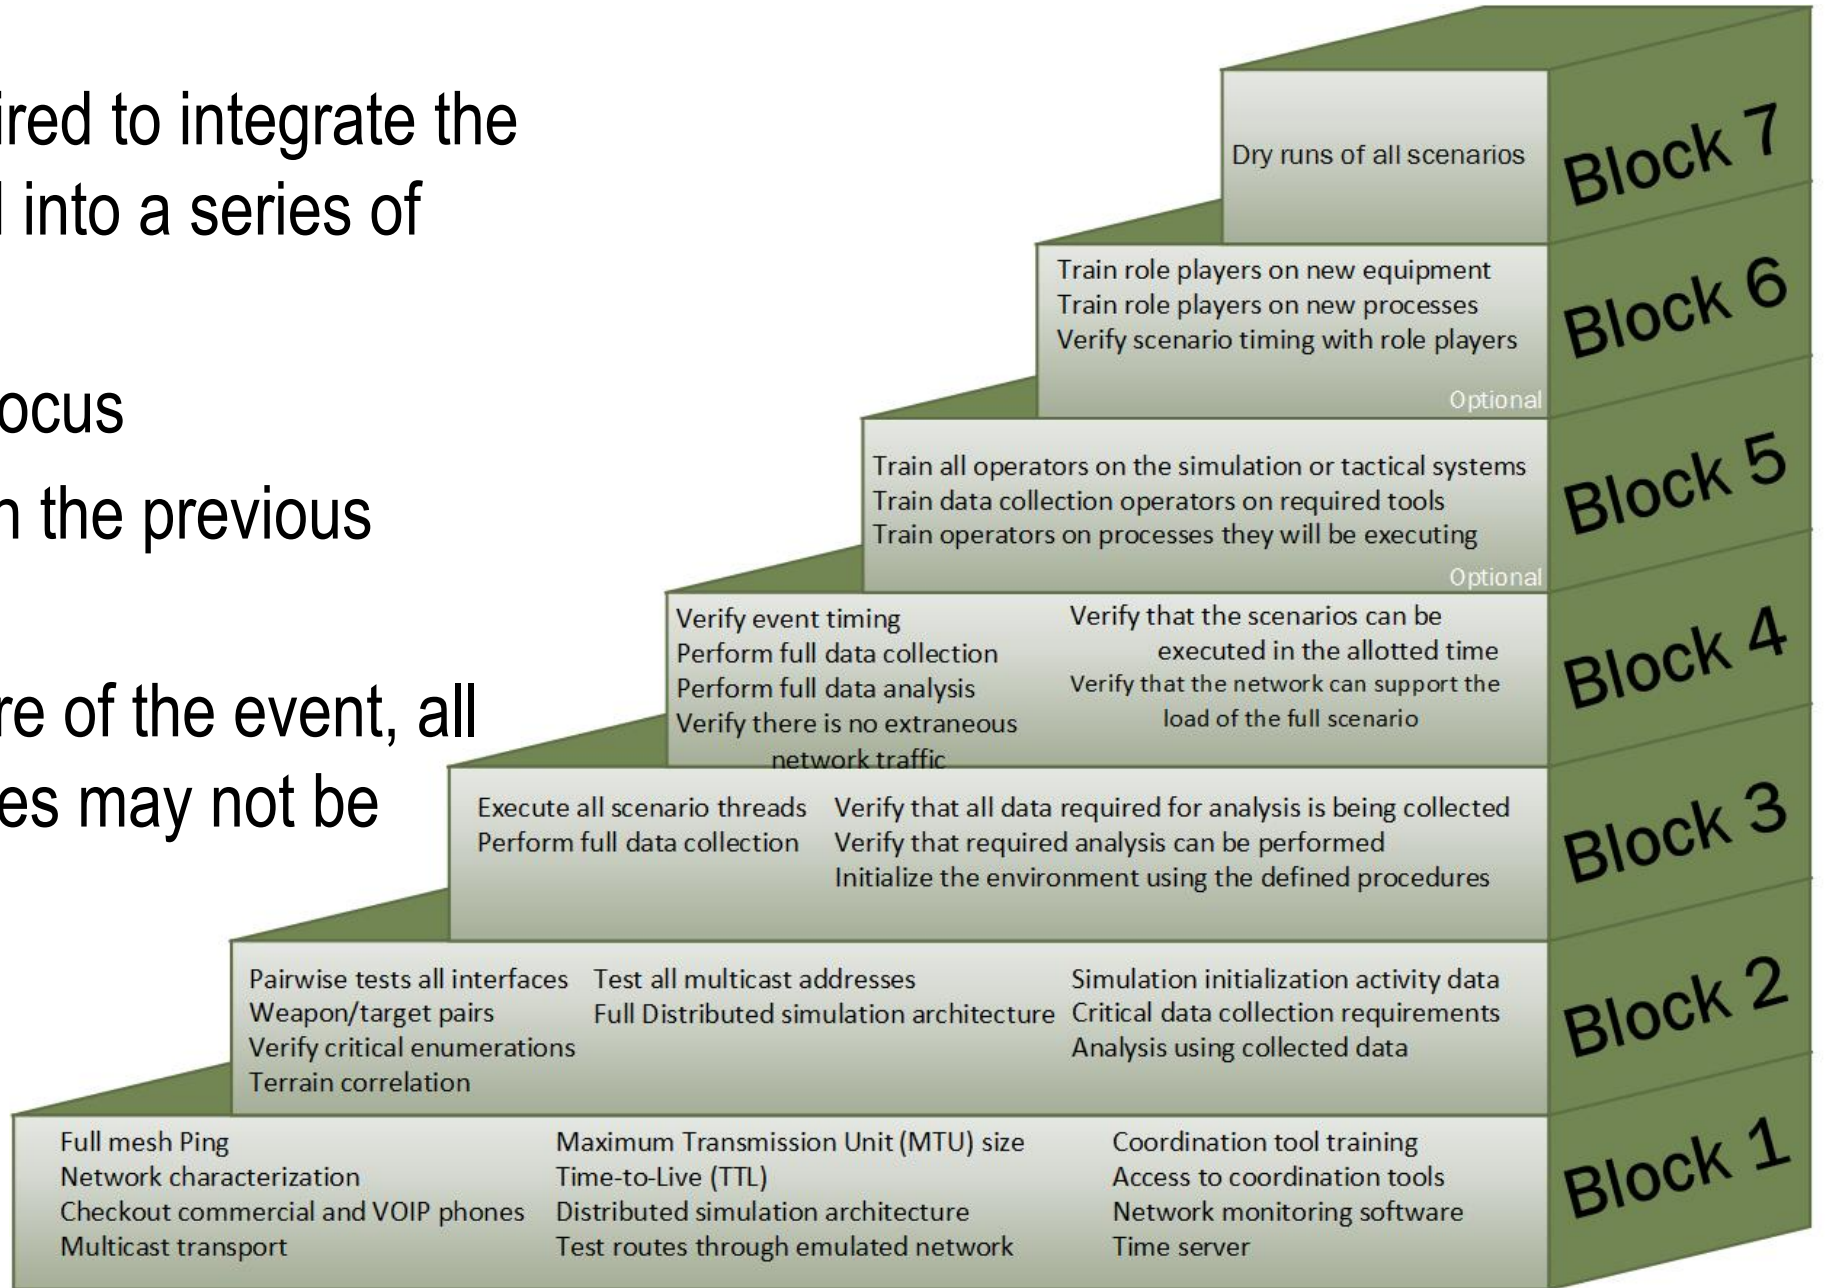 ired to integrate the
into a series of
ocus
n the previous
re of the event, all
es may not be
Dry runs of all scenarios
Block 7
Train role players on new equipment
Train role players on new processes
Verify scenario timing with role players
Optional
Block 6
Train all operators on the simulation or tactical systems
Train data collection operators on required tools
Train operators on processes they will be executing
Optional
Block 5
Verify event timing
Perform full data collection
Perform full data analysis
Verify there is no extraneous
network traffic
Verify that the scenarios can be
executed in the allotted time
Verify that the network can support the
load of the full scenario
Block 4
Execute all scenario threads
Perform full data collection
Verify that all data required for analysis is being collected
Verify that required analysis can be performed
Initialize the environment using the defined procedures
Block 3
Pairwise tests all interfaces
Weapon/target pairs
Verify critical enumerations
Terrain correlation
Test all multicast addresses
Full Distributed simulation architecture
Simulation initialization activity data
Critical data collection requirements
Analysis using collected data
Block 2
Full mesh Ping
Network characterization
Checkout commercial and VOIP phones
Multicast transport
Maximum Transmission Unit (MTU) size
Time-to-Live (TTL)
Distributed simulation architecture
Test routes through emulated network
Coordination tool training
Access to coordination tools
Network monitoring software
Time server
Block 1